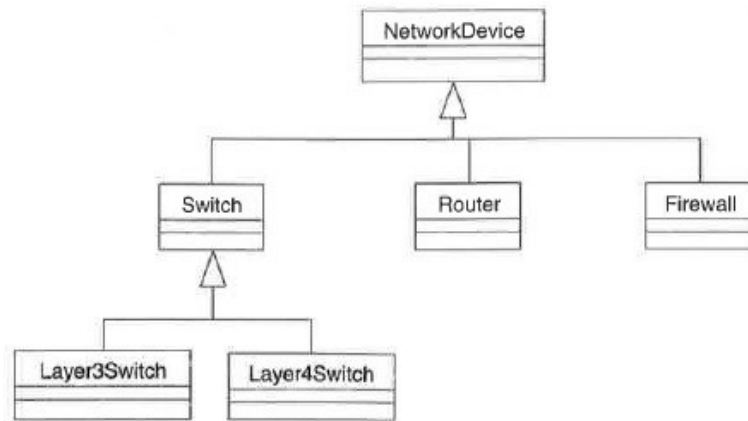 NetworkDevice
Switch
Router
Firewall
Layer3Switch
Layer4Switch